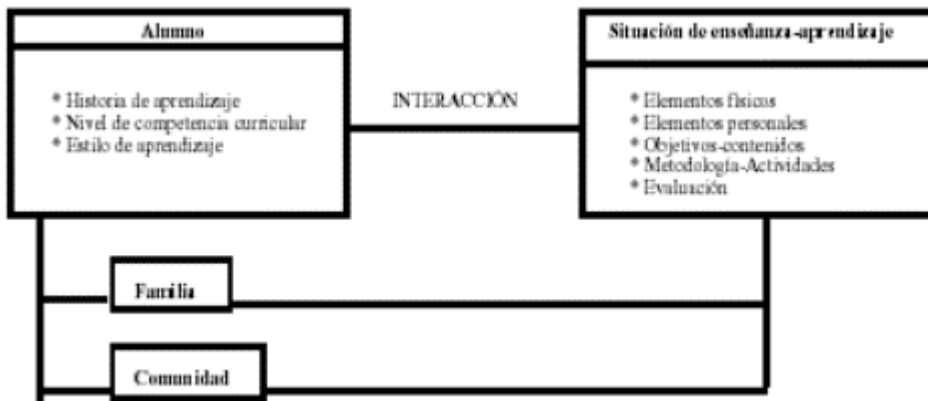 Alumno
* Historia de aprendizaje
* Nivel de competencia curricular
* Estilo de aprendizaje
INTERACCIÓN
Situación de enseñanza-aprendizaje
* Elementos físicos
* Elementos personales
* Objetivos-contenidos
* Metodología-Actividades
* Evaluación
Familia
Comunidad